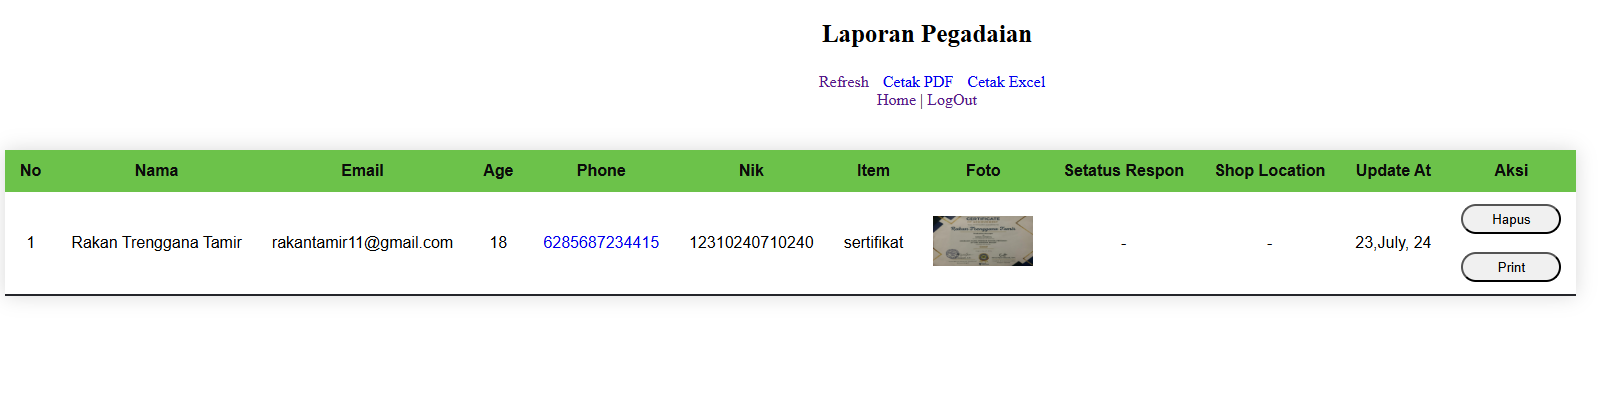 Laporan Pegadaian
Refresh Cetak PDF Cetak Excel
Home | LogOut
No Nama Email Age Phone Nik Item Foto Setatus Respon Shop Location Update At Aksi
1 Rakan Trenggana Tamir rakantamir11@gmail.com 18 6285687234415 12310240710240 sertifikat - - 23,July, 24
CERTIFICATE
Rakan Trenggana Tamir
Hapus
Print